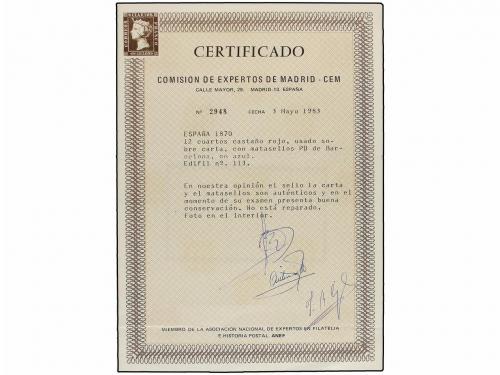 CERTIFICADO
COMISION DE EXPERTOS DE MADRID - CEM
CALLE MAYOR, 29. MADRID-13. ESPAÑA
Nº 2948 FECHA 3 Mayo 1983
ESPAÑA 1870
12 cuartos castaño rojo, usado so-
bre carta, con matasellos PD de Bar-
celona, en azul.
Edifil nº. 113.
En nuestra opinión el sello la carta
y el matasellos son auténticos y en el
momento de su examen presenta buena
conservación. No está reparado.
Foto en el interior.
MIEMBRO DE LA ASOCIACIÓN NACIONAL DE EXPERTOS EN FILATELIA
E HISTORIA POSTAL ANEF